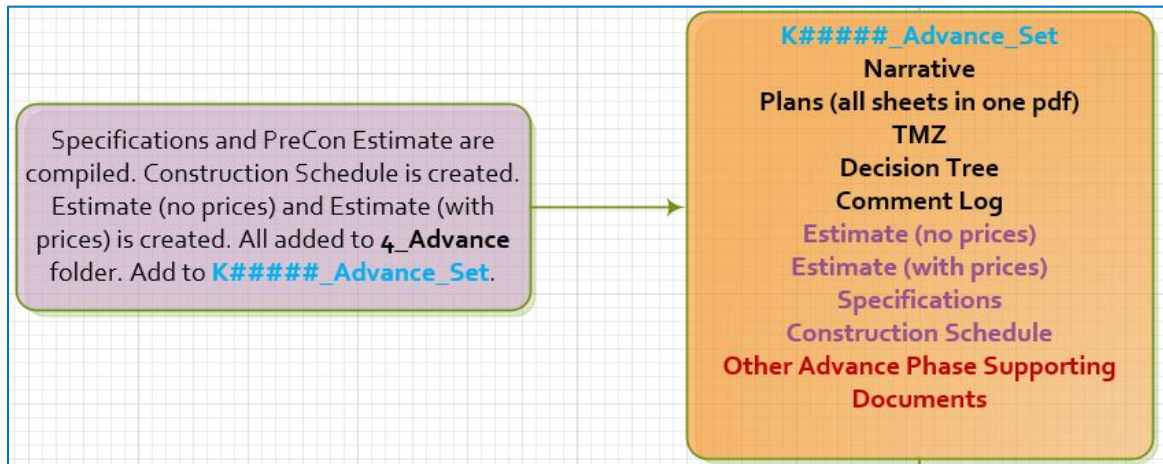 Specifications and PreCon Estimate are
compiled. Construction Schedule is created.
Estimate (no prices) and Estimate (with
prices) is created. All added to 4_Advance
folder. Add to K#####_Advance_Set.
K#####_Advance_Set
Narrative
Plans (all sheets in one pdf)
TMZ
Decision Tree
Comment Log
Estimate (no prices)
Estimate (with prices)
Specifications
Construction Schedule
Other Advance Phase Supporting
Documents